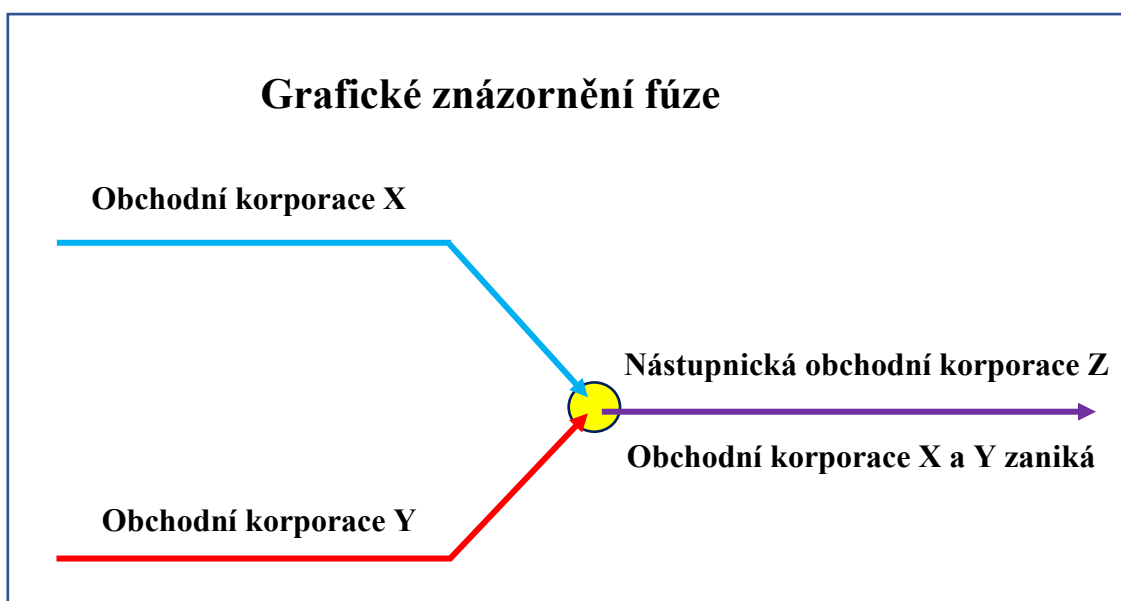 Grafické znázornění fúze
Obchodní korporace X
Nástupnická obchodní korporace Z
Obchodní korporace X a Y zaniká
Obchodní korporace Y